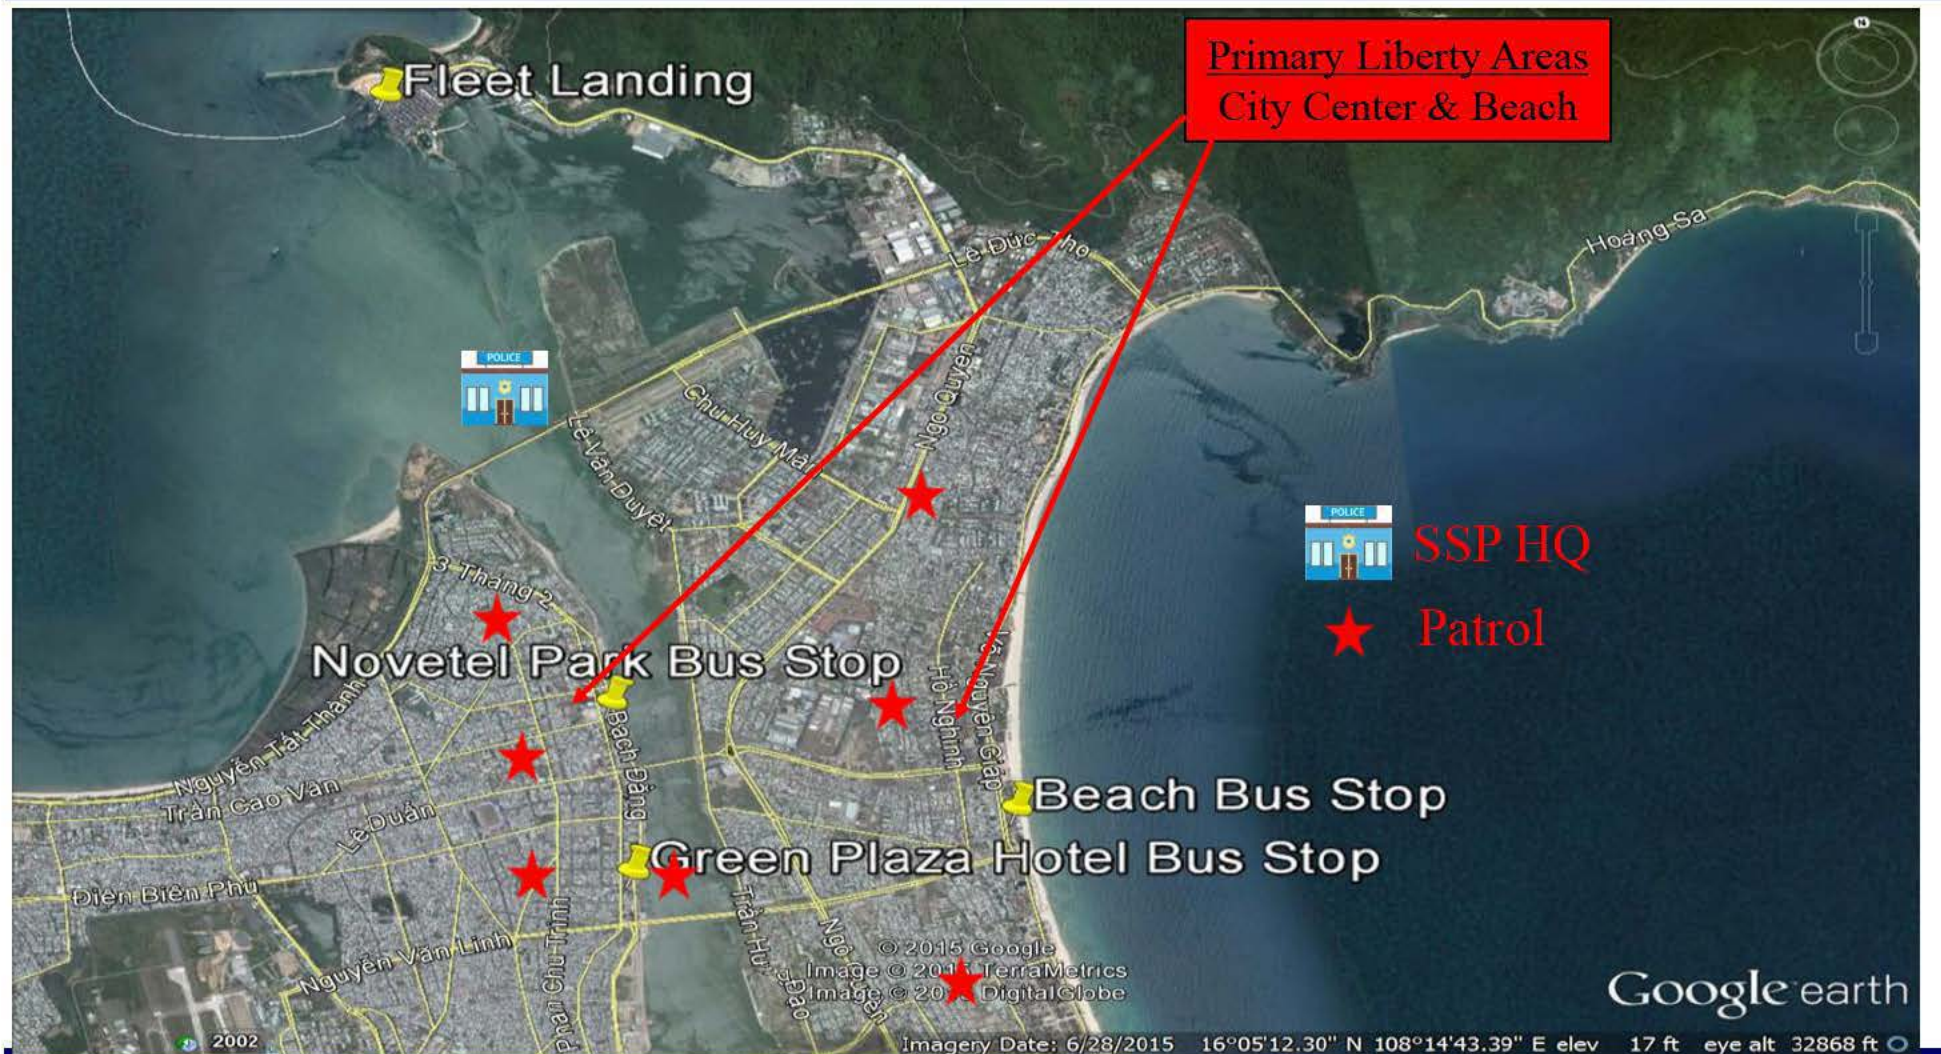 Primary Liberty Areas
City Center & Beach
N
Fleet Landing
Hoàng Sa
Lê Đức Thọ
POLICE
Ngô Quyền
Chu Huy Mân
Lê Văn Duyệt
POLICE
SSP HQ
3 Tháng 2
Patrol
Novetel Park Bus Stop
Hồ Nghinh
Võ Nguyên Giáp
Nguyễn Tất Thành
Bạch Đằng
Trần Cao Vân
Lê Duẩn
Beach Bus Stop
Green Plaza Hotel Bus Stop
Điện Biên Phủ
Nguyễn Văn Linh
Phan Chu Trinh
Trần Hưng Đạo
Ngô Quyền
© 2015 Google
Image © 2015 TerraMetrics
Image © 2015 DigitalGlobe
Google earth
2002
Imagery Date: 6/28/2015 16°05'12.30" N 108°14'43.39" E elev 17 ft eye alt 32868 ft